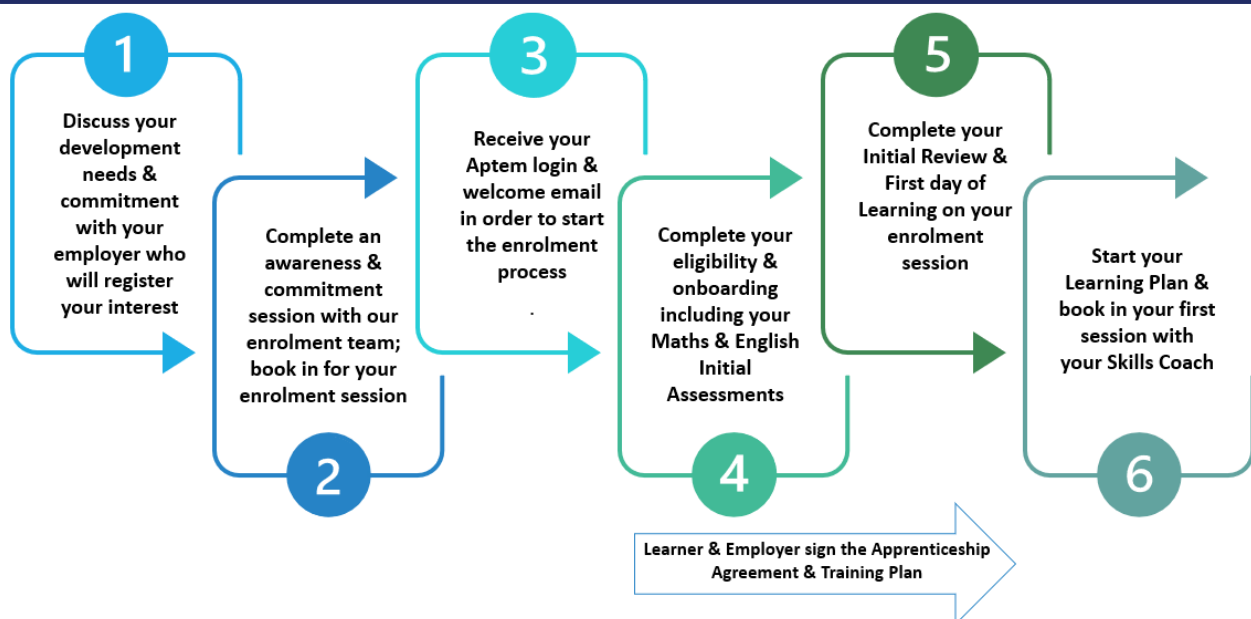 1
Discuss your
development
needs &
commitment
with your
employer who
will register
your interest
2
Complete an
awareness &
commitment
session with our
enrolment team;
book in for your
enrolment session
3
Receive your
Aptem login &
welcome email
in order to start
the enrolment
process
.
4
Complete your
eligibility &
onboarding
including your
Maths & English
Initial
Assessments
5
Complete your
Initial Review &
First day of
Learning on your
enrolment
session
6
Start your
Learning Plan &
book in your first
session with
your Skills Coach
Learner & Employer sign the Apprenticeship
Agreement & Training Plan